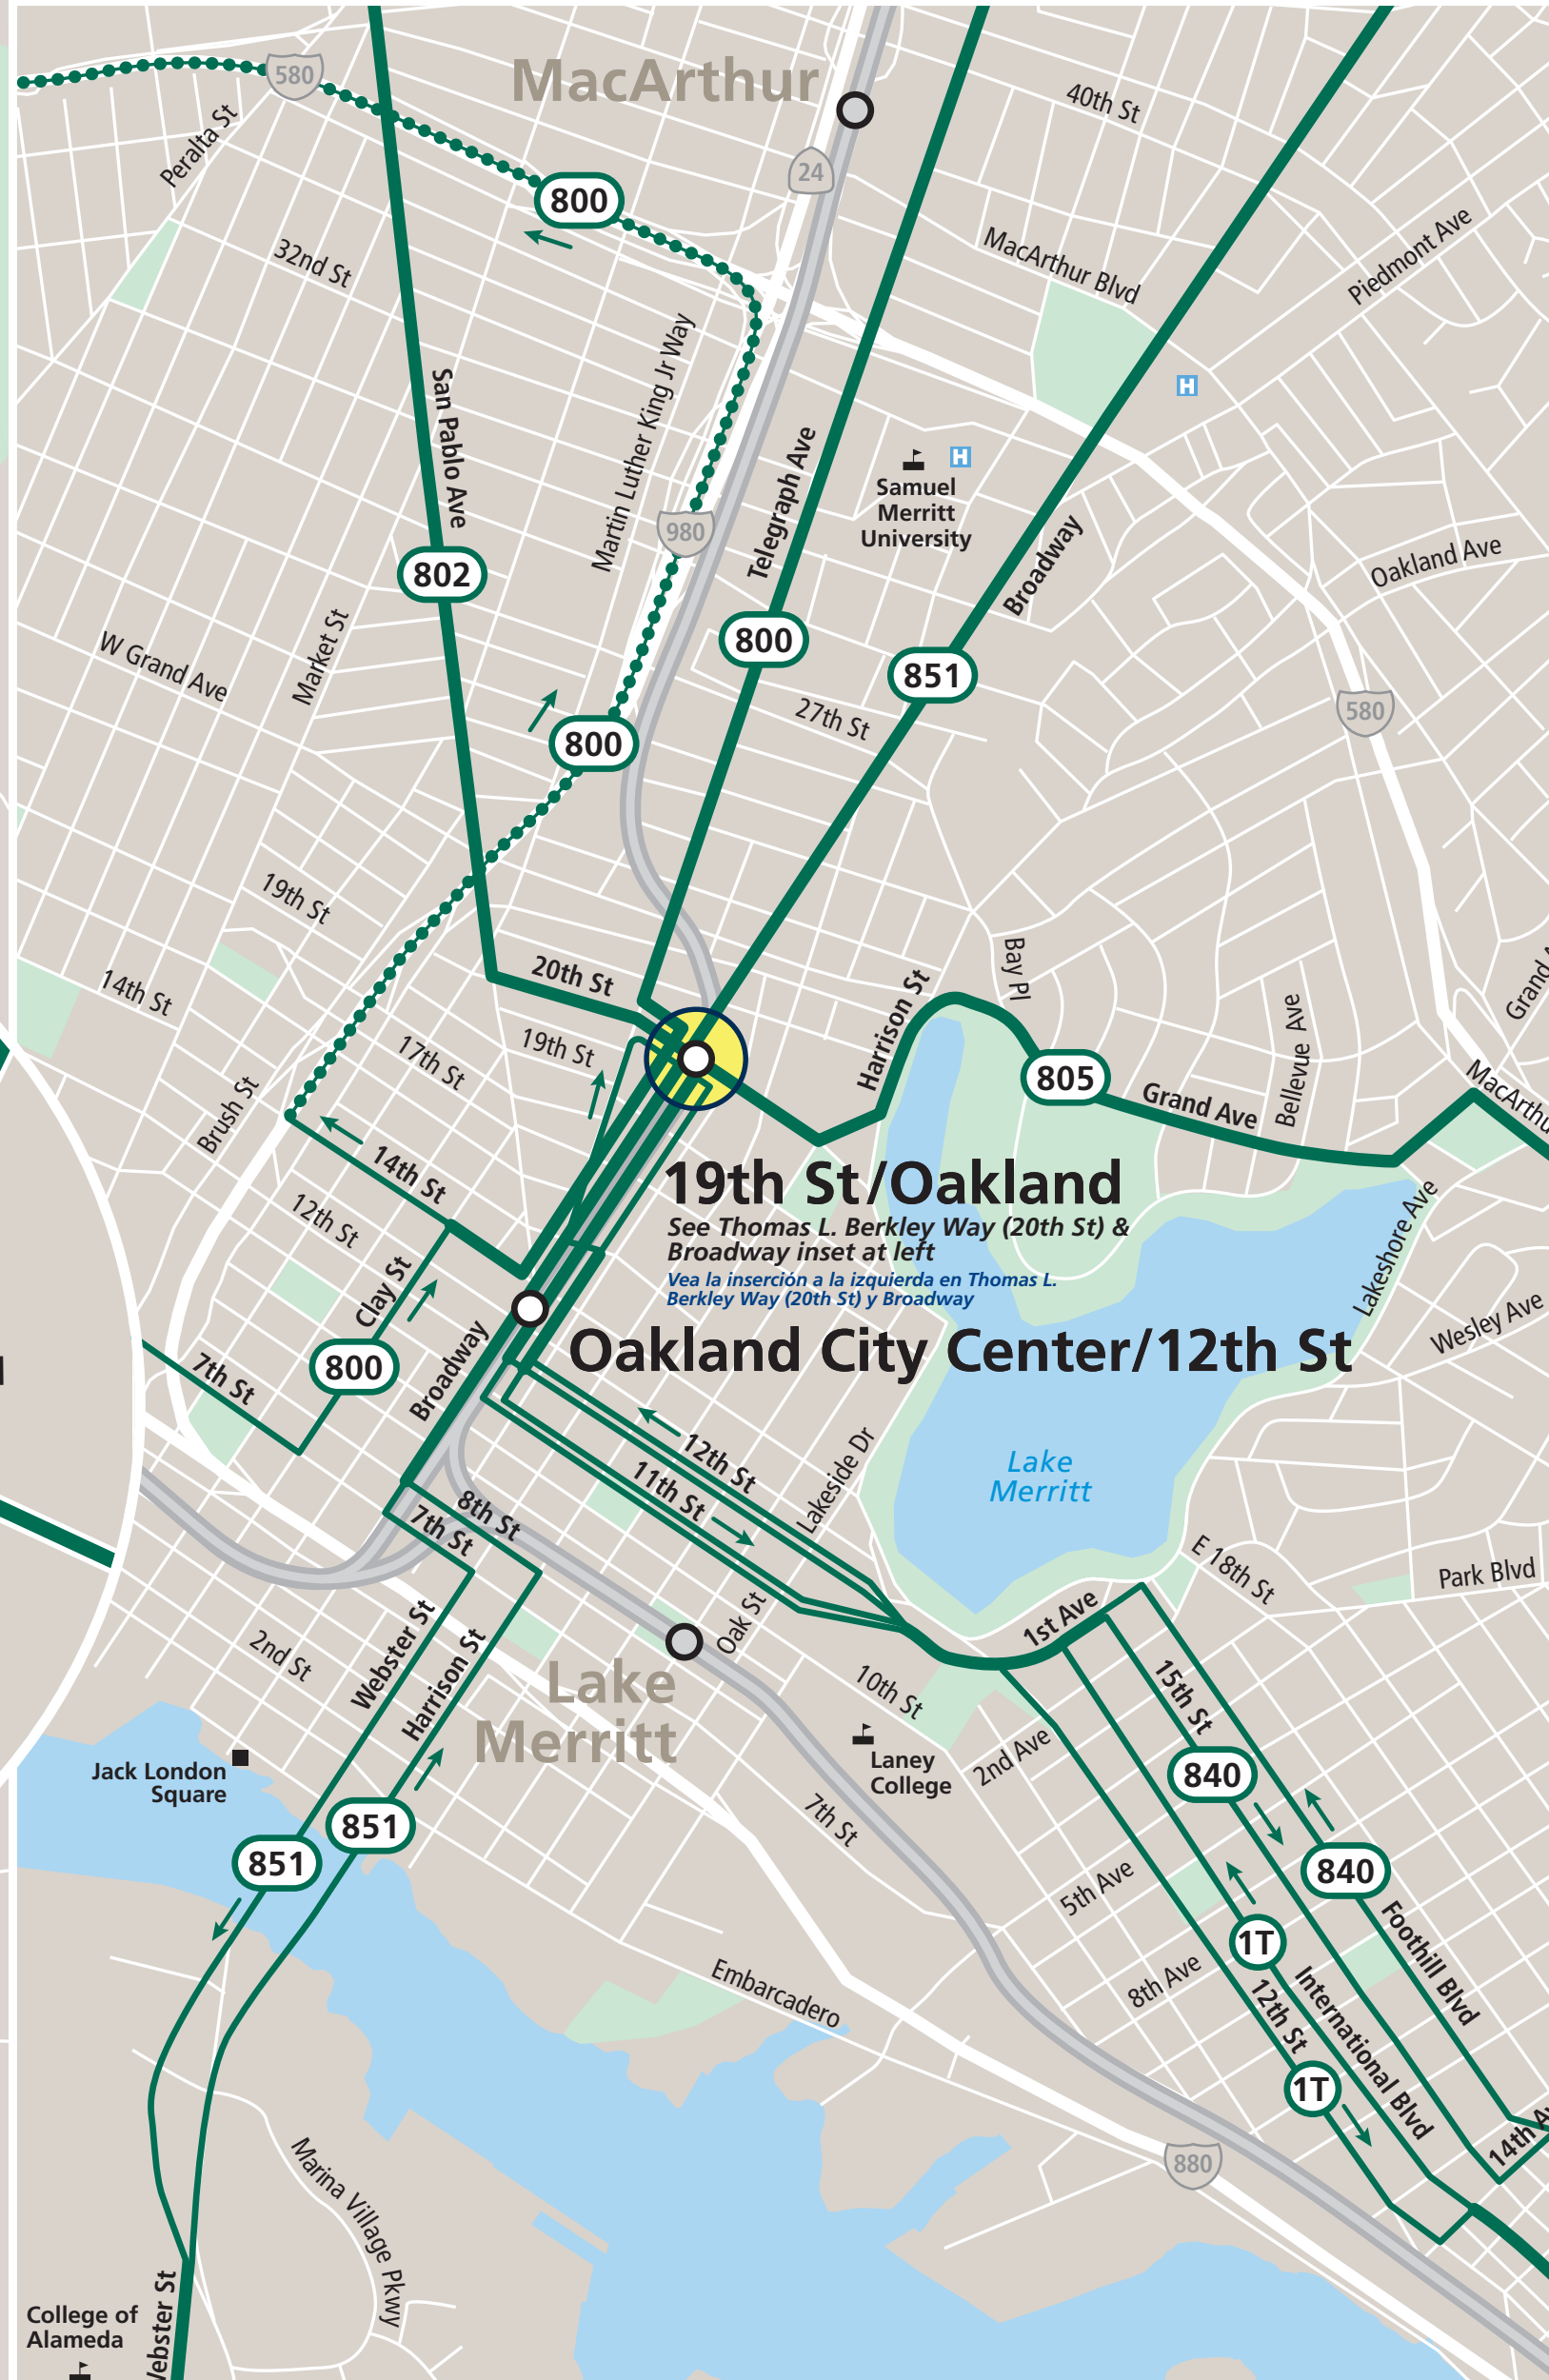 580
MacArthur
40th St
Peralta St
24
800
32nd St
MacArthur Blvd
Piedmont Ave
San Pablo Ave
Martin Luther King Jr Way
Telegraph Ave
H
H
Samuel
Merritt
University
980
Broadway
Oakland Ave
802
800
851
W Grand Ave
Market St
27th St
580
800
19th St
14th St
20th St
Bay Pl
Harrison St
Bellevue Ave
Grand A
17th St
19th St
805
Grand Ave
MacArthu
Brush St
14th St
12th St
19th St/Oakland
See Thomas L. Berkley Way (20th St) &
Broadway inset at left
Vea la inserción a la izquierda en Thomas L.
Berkley Way (20th St) y Broadway
Lakeshore Ave
Clay St
Wesley Ave
Oakland City Center/12th St
7th St
800
Broadway
12th St
11th St
Lakeside Dr
Lake
Merritt
8th St
7th St
E 18th St
Park Blvd
1st Ave
Oak St
2nd St
Webster St
Harrison St
Lake
Merritt
10th St
15th St
Laney
College
2nd Ave
Jack London
Square
840
7th St
851
851
840
5th Ave
1T
Foothill Blvd
8th Ave
Embarcadero
12th St
International Blvd
1T
14th Av
880
Marina Village Pkwy
College of
Alameda
ebster St